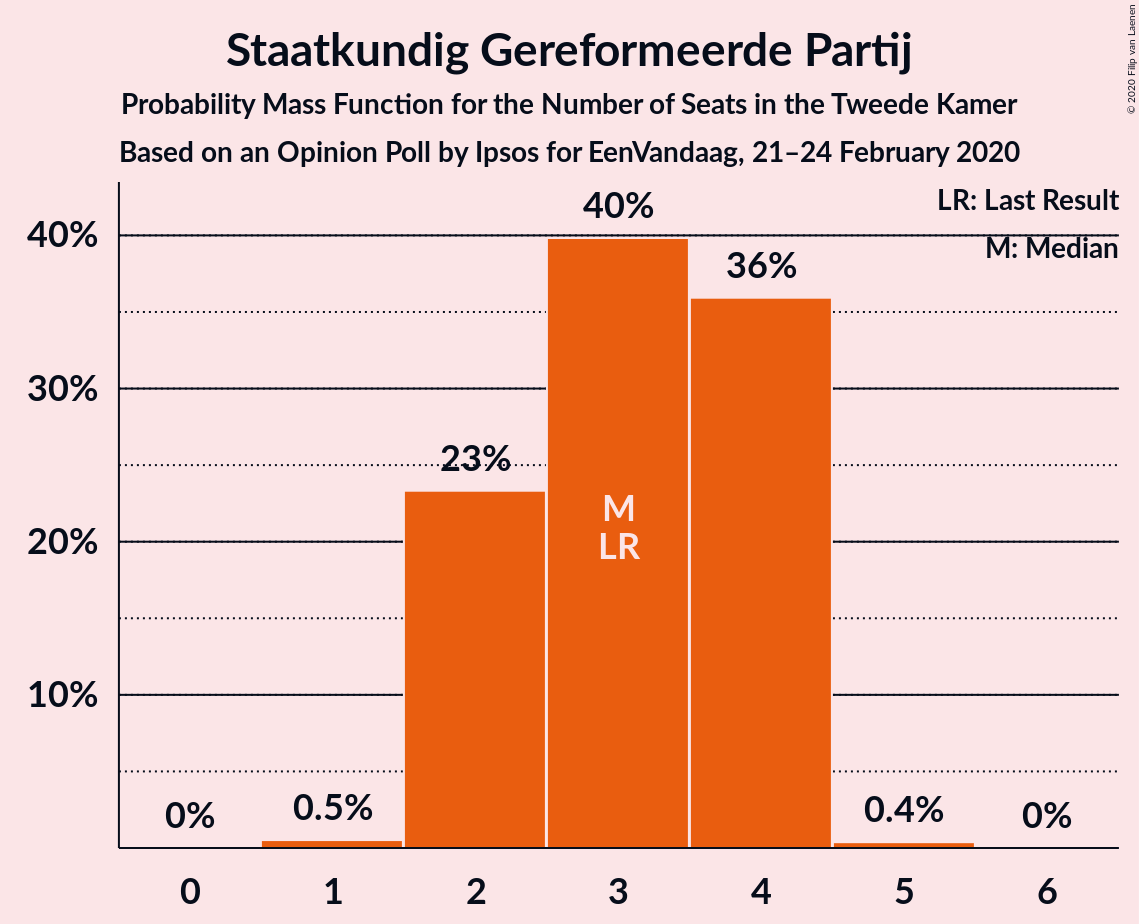 Staatkundig Gereformeerde Partij
Probability Mass Function for the Number of Seats in the Tweede Kamer
Based on an Opinion Poll by Ipsos for EenVandaag, 21–24 February 2020
© 2020 Filip van Laenen
LR: Last Result
M: Median
40%
30%
20%
10%
0%
0.5%
23%
40%
36%
0.4%
0%
M
LR
0
1
2
3
4
5
6